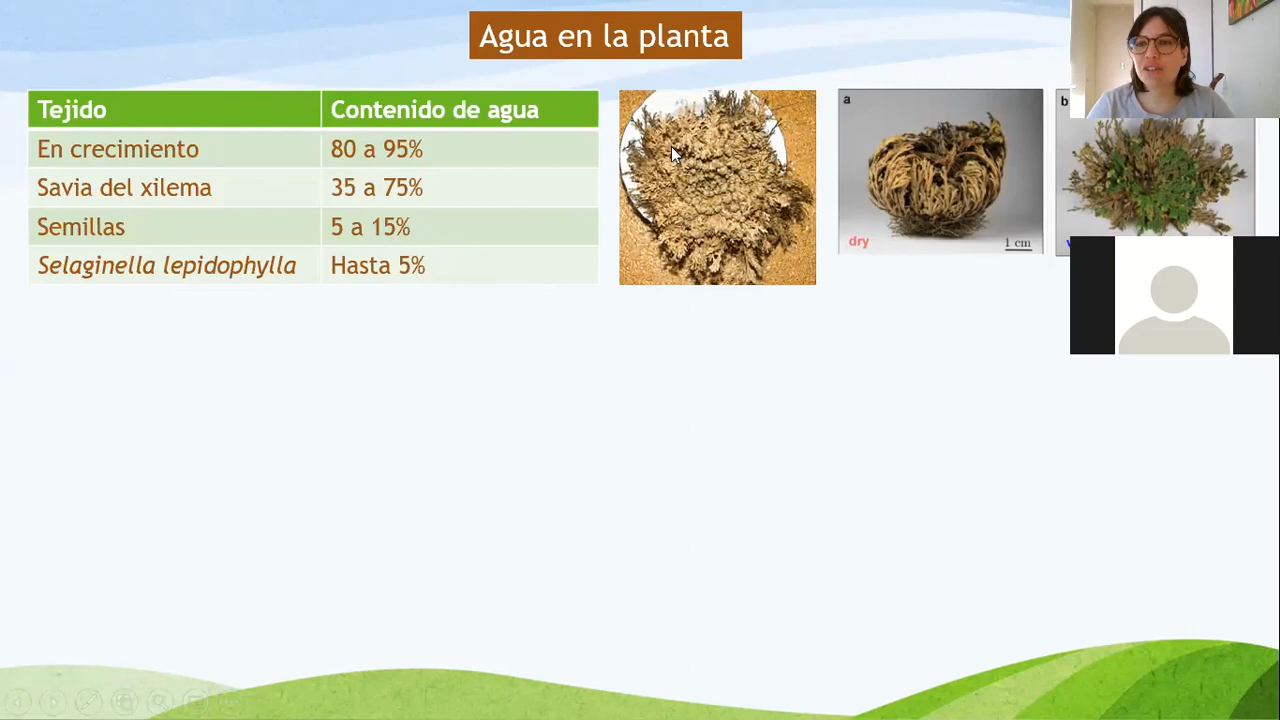 Agua en la planta
Tejido Contenido de agua
En crecimiento 80 a 95%
Savia del xilema 35 a 75%
Semillas 5 a 15%
Selaginella lepidophylla Hasta 5%
a
dry
1 cm
b